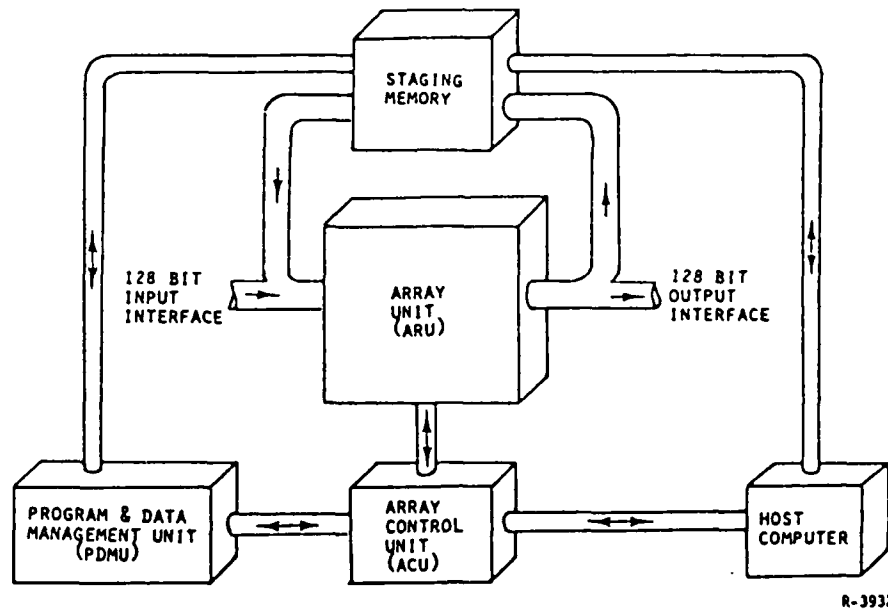 STAGING
MEMORY
128 BIT
INPUT
INTERFACE
ARRAY
UNIT
(ARU)
128 BIT
OUTPUT
INTERFACE
PROGRAM & DATA
MANAGEMENT UNIT
(PDMU)
ARRAY
CONTROL
UNIT
(ACU)
HOST
COMPUTER